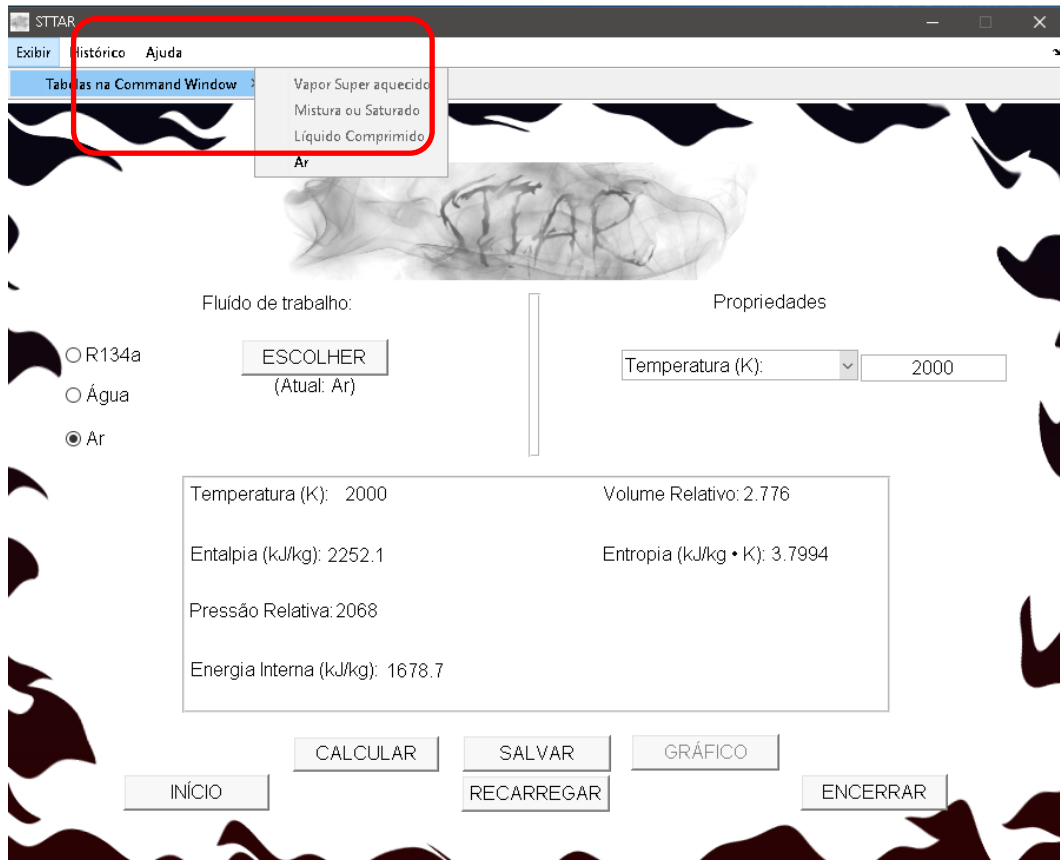 STTAR
Exibir Histórico Ajuda
Tabelas na Command Window
Vapor Super aquecido
Mistura ou Saturado
Líquido Comprimido
Ar
STTAR
Fluído de trabalho:
Propriedades
R134a
Água
Ar
ESCOLHER
(Atual: Ar)
Temperatura (K): 2000
Temperatura (K): 2000
Volume Relativo: 2.776
Entalpia (kJ/kg): 2252.1
Entropia (kJ/kg • K): 3.7994
Pressão Relativa: 2068
Energia Interna (kJ/kg): 1678.7
CALCULAR SALVAR GRÁFICO
INÍCIO RECARREGAR ENCERRAR